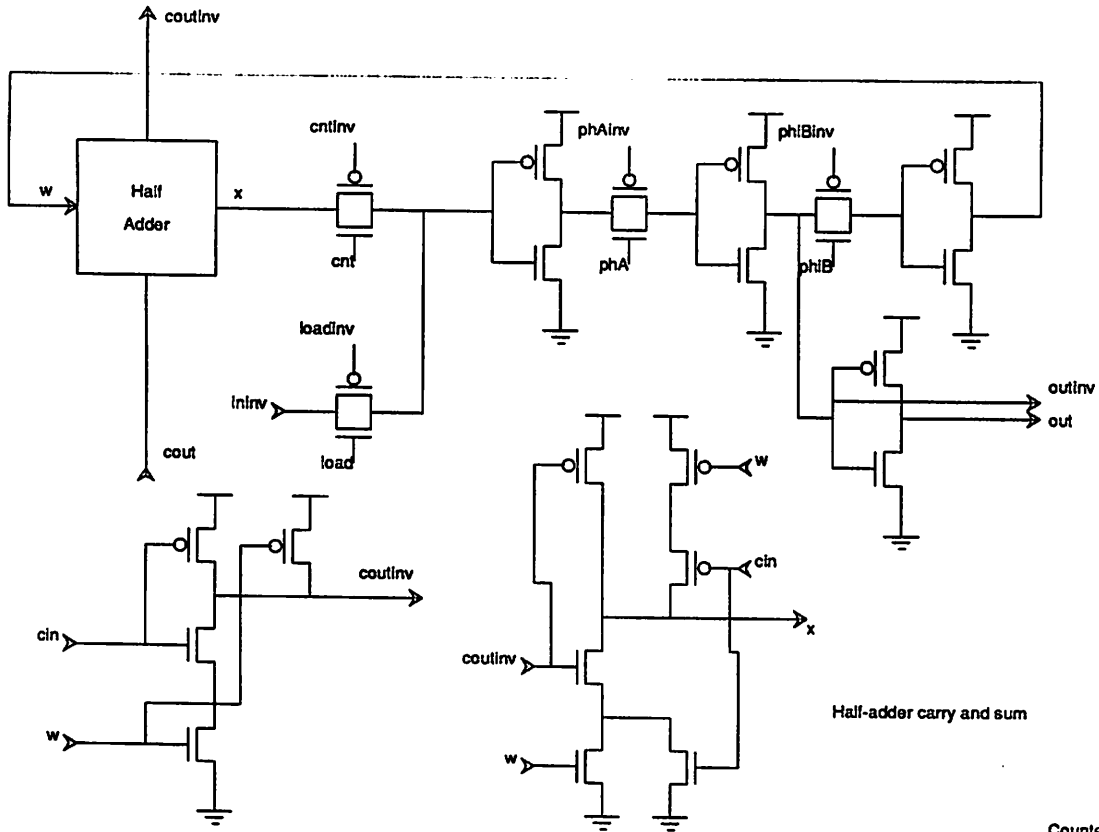 coutinv
cntinv
phAinv
phiBinv
w
Half
Adder
x
cnt
phA
phiB
loadinv
ininv
load
outinv
out
cout
w
cin
coutinv
cin
x
coutinv
Half-adder carry and sum
w
w
Counte